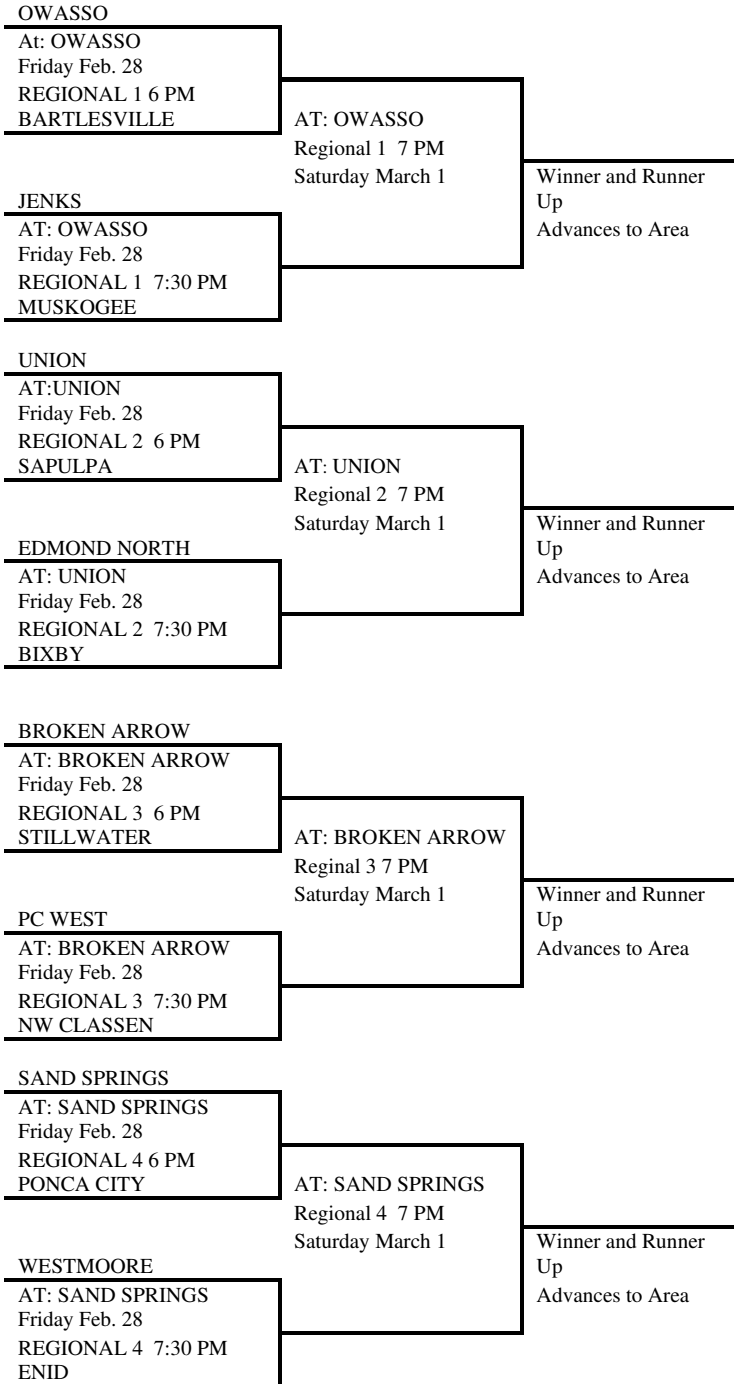 OWASSO
At: OWASSO
Friday Feb. 28
REGIONAL 1 6 PM
BARTLESVILLE
AT: OWASSO
Regional 1 7 PM
Saturday March 1
Winner and Runner
Up
Advances to Area
JENKS
AT: OWASSO
Friday Feb. 28
REGIONAL 1 7:30 PM
MUSKOGEE
UNION
AT:UNION
Friday Feb. 28
REGIONAL 2 6 PM
SAPULPA
AT: UNION
Regional 2 7 PM
Saturday March 1
Winner and Runner
Up
Advances to Area
EDMOND NORTH
AT: UNION
Friday Feb. 28
REGIONAL 2 7:30 PM
BIXBY
BROKEN ARROW
AT: BROKEN ARROW
Friday Feb. 28
REGIONAL 3 6 PM
STILLWATER
AT: BROKEN ARROW
Reginal 3 7 PM
Saturday March 1
Winner and Runner
Up
Advances to Area
PC WEST
AT: BROKEN ARROW
Friday Feb. 28
REGIONAL 3 7:30 PM
NW CLASSEN
SAND SPRINGS
AT: SAND SPRINGS
Friday Feb. 28
REGIONAL 4 6 PM
PONCA CITY
AT: SAND SPRINGS
Regional 4 7 PM
Saturday March 1
Winner and Runner
Up
Advances to Area
WESTMOORE
AT: SAND SPRINGS
Friday Feb. 28
REGIONAL 4 7:30 PM
ENID